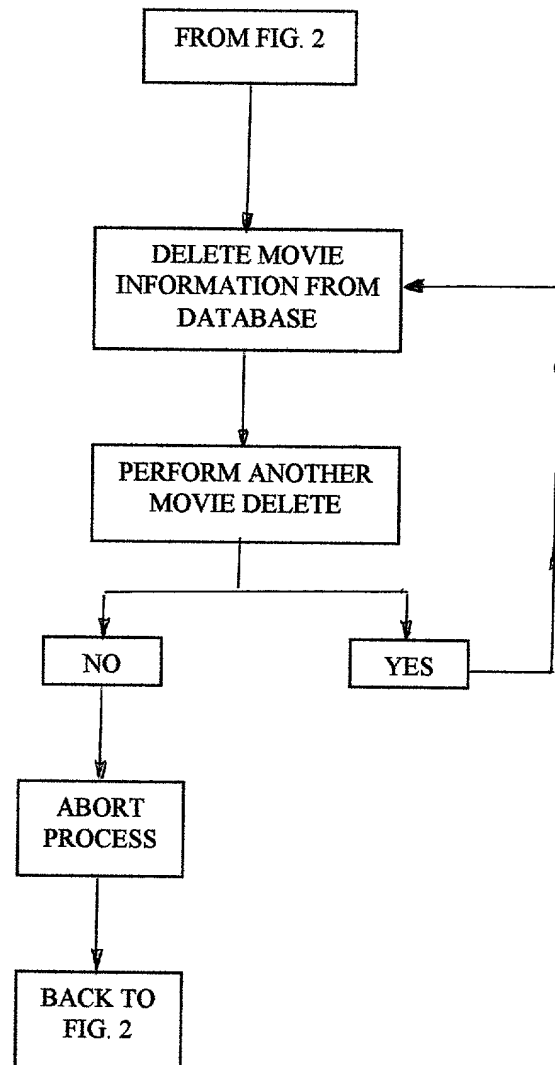 FROM FIG. 2
DELETE MOVIE
INFORMATION FROM
DATABASE
PERFORM ANOTHER
MOVIE DELETE
NO
YES
ABORT
PROCESS
BACK TO
FIG. 2